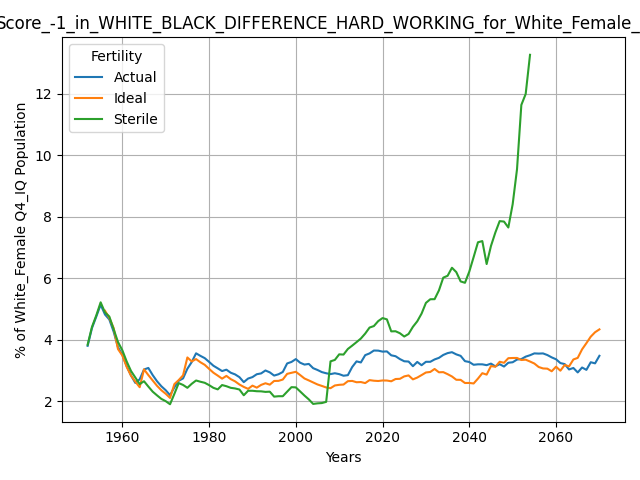 Score_-1_in_WHITE_BLACK_DIFFERENCE_HARD_WORKING_for_White_Female_
Fertility
Actual
Ideal
Sterile
% of White_Female Q4_IQ Population
12
10
8
6
4
2
1960 1980 2000 2020 2040 2060
Years